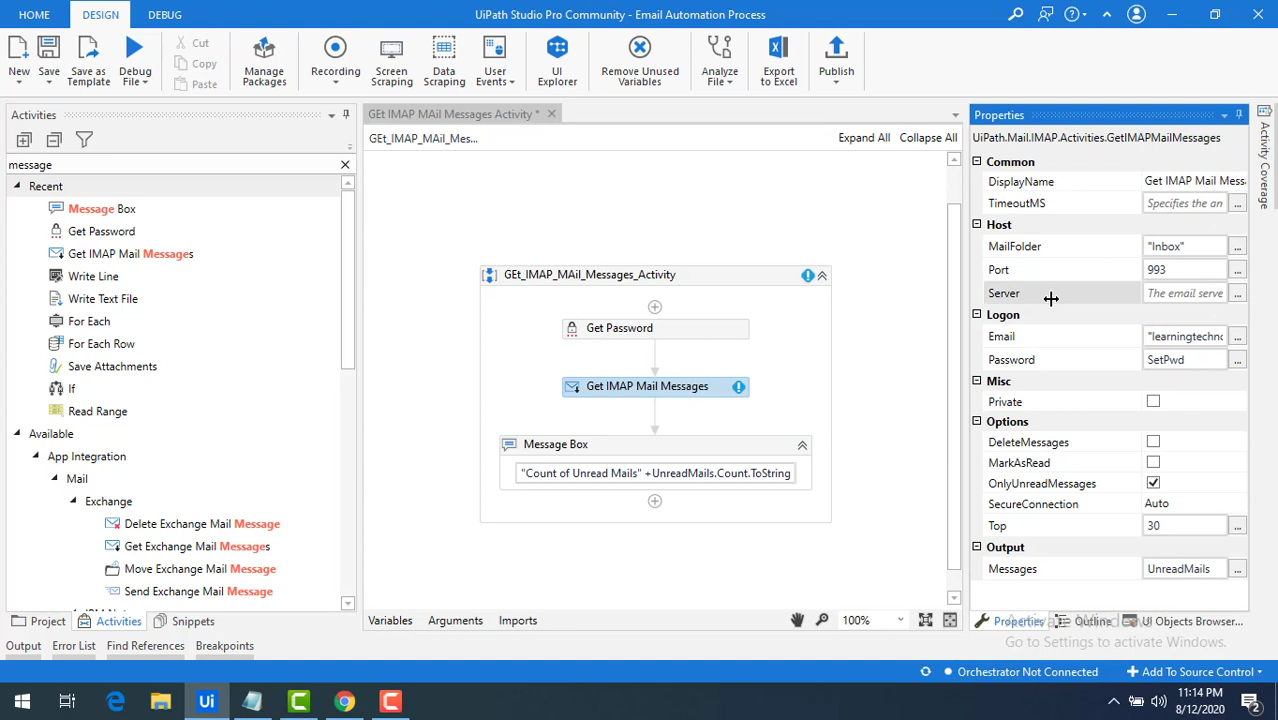 HOME
DESIGN
DEBUG
UiPath Studio Pro Community - Email Automation Process
New
Save
Save as Template
Debug File
Cut
Copy
Paste
Manage Packages
Recording
Screen Scraping
Data Scraping
User Events
UI Explorer
Remove Unused Variables
Analyze File
Export to Excel
Publish
Activities
message
Recent
Message Box
Get Password
Get IMAP Mail Messages
Write Line
Write Text File
For Each
For Each Row
Save Attachments
If
Read Range
Available
App Integration
Mail
Exchange
Delete Exchange Mail Message
Get Exchange Mail Messages
Move Exchange Mail Message
Send Exchange Mail Message
Project
Activities
Snippets
GEt IMAP MAil Messages Activity *
GEt_IMAP_MAil_Mes...
Expand All
Collapse All
GEt_IMAP_MAil_Messages_Activity
Get Password
Get IMAP Mail Messages
Message Box
"Count of Unread Mails" +UnreadMails.Count.ToString
Variables
Arguments
Imports
100%
Properties
UiPath.Mail.IMAP.Activities.GetIMAPMailMessages
Common
DisplayName Get IMAP Mail Mess
TimeoutMS Specifies the an ...
Host
MailFolder "Inbox" ...
Port 993 ...
Server The email serve ...
Logon
Email "learningtechno ...
Password SetPwd ...
Misc
Private
Options
DeleteMessages
MarkAsRead
OnlyUnreadMessages
SecureConnection Auto
Top 30 ...
Output
Messages UnreadMails ...
Properties
Outline
UI Objects Browser...
Activity Coverage
Activate Windows
Go to Settings to activate Windows.
Output
Error List
Find References
Breakpoints
Orchestrator Not Connected
Add To Source Control
Ui
11:14 PM
8/12/2020
2